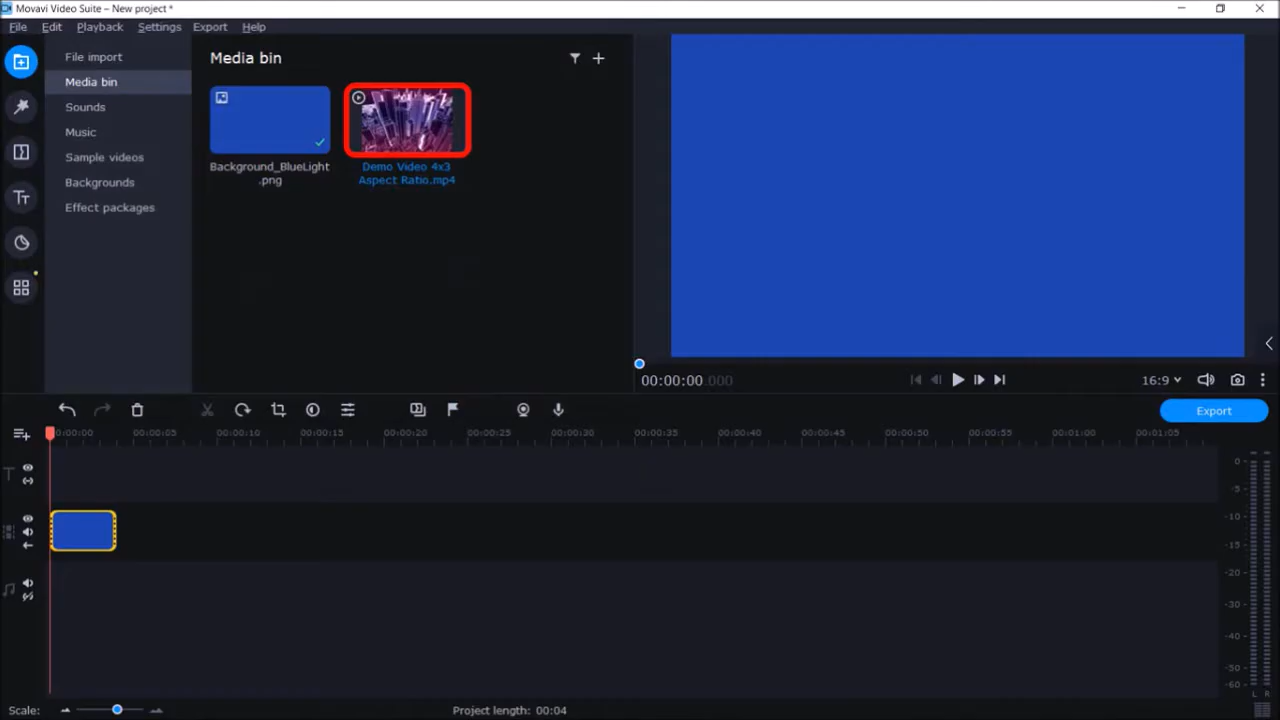 Movavi Video Suite – New project *
File Edit Playback Settings Export Help
File import
Media bin
Sounds
Music
Sample videos
Backgrounds
Effect packages
Media bin
Background_BlueLight
.png
Demo Video 4x3
Aspect Ratio.mp4
00:00:00.000
16:9
Export
0:00:00 00:00:05 00:00:10 00:00:15 00:00:20 00:00:25 00:00:30 00:00:35 00:00:40 00:00:45 00:00:50 00:00:55 00:01:00 00:01:05
0
-5
-10
-15
-20
-30
-40
-50
-60
L R
Scale:
Project length: 00:04